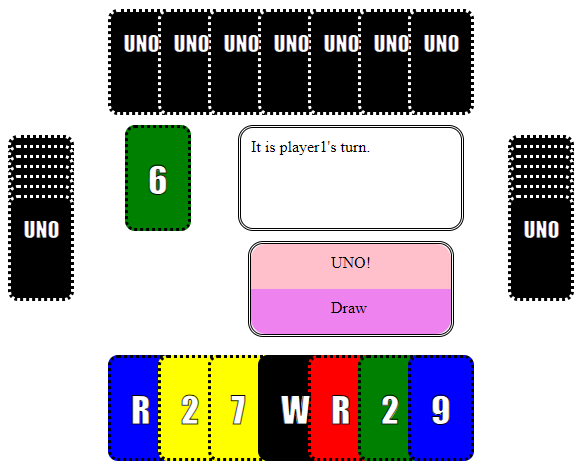 UNO UNO UNO UNO UNO UNO UNO
6
It is player1's turn.
UNO
UNO
UNO!
Draw
R 2 7 W R 2 9